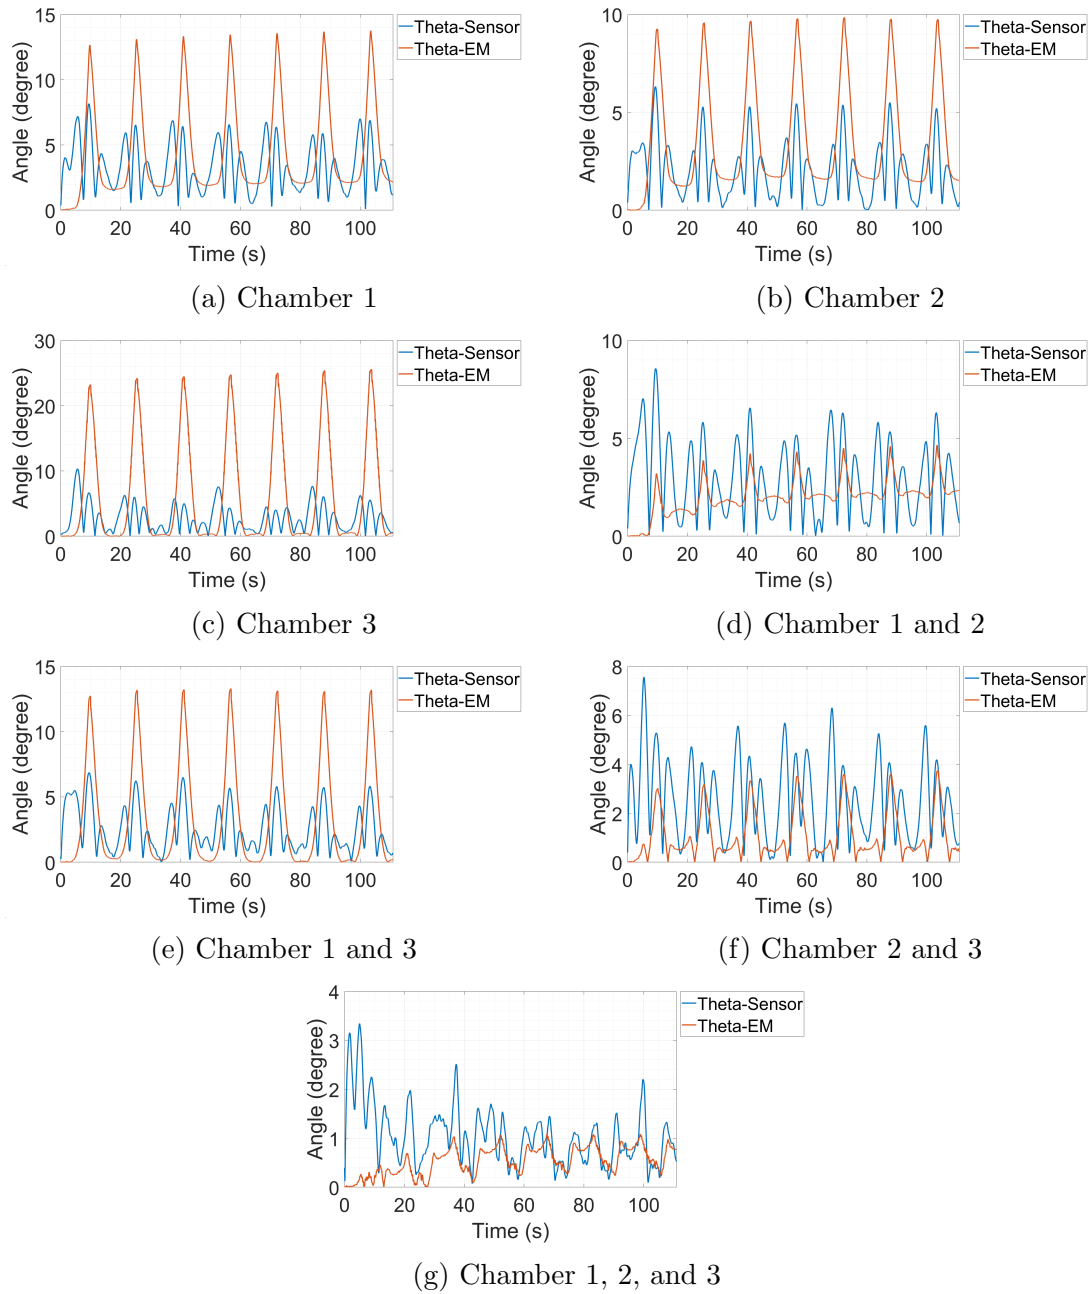 15
10
5
0
0 20 40 60 80 100
Angle (degree)
Time (s)
Theta-Sensor
Theta-EM
(a) Chamber 1
10
5
0
0 20 40 60 80 100
Angle (degree)
Time (s)
Theta-Sensor
Theta-EM
(b) Chamber 2
30
20
10
0
0 20 40 60 80 100
Angle (degree)
Time (s)
Theta-Sensor
Theta-EM
(c) Chamber 3
10
5
0
0 20 40 60 80 100
Angle (degree)
Time (s)
Theta-Sensor
Theta-EM
(d) Chamber 1 and 2
15
10
5
0
0 20 40 60 80 100
Angle (degree)
Time (s)
Theta-Sensor
Theta-EM
(e) Chamber 1 and 3
8
6
4
2
0
0 20 40 60 80 100
Angle (degree)
Time (s)
Theta-Sensor
Theta-EM
(f) Chamber 2 and 3
4
3
2
1
0
0 20 40 60 80 100
Angle (degree)
Time (s)
Theta-Sensor
Theta-EM
(g) Chamber 1, 2, and 3